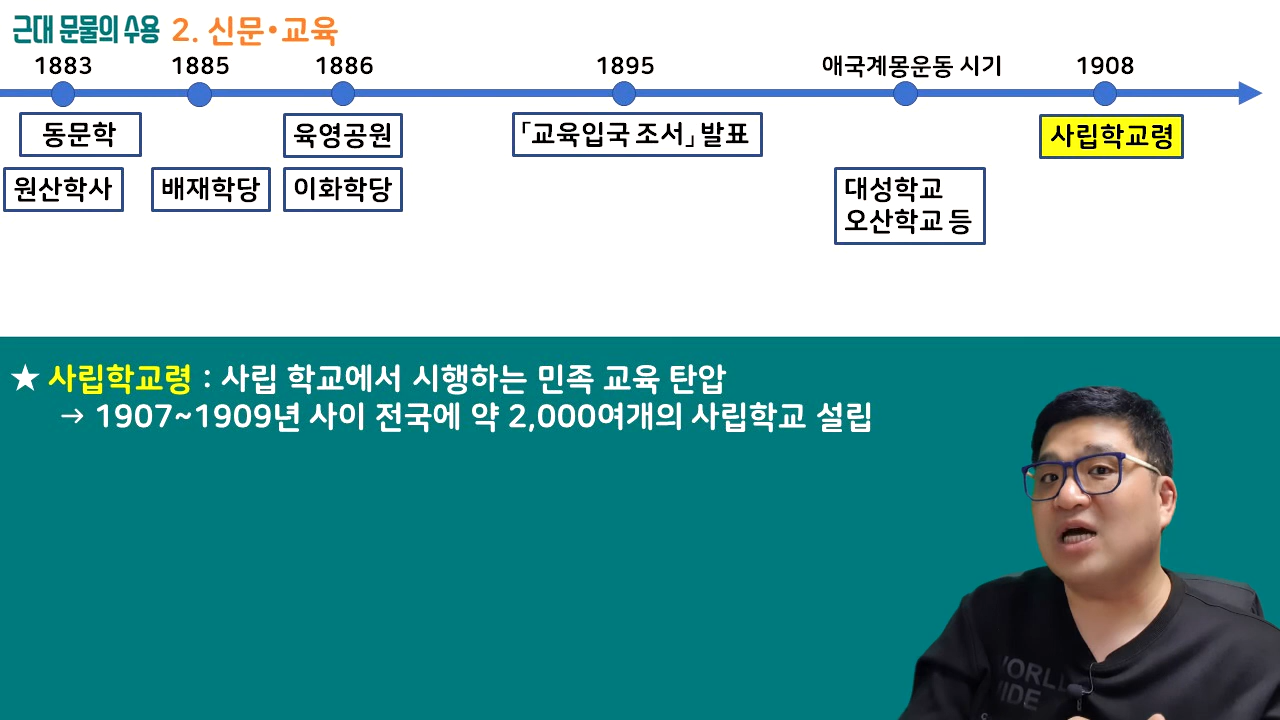 근대 문물의 수용 2. 신문·교육
1883 1885 1886 1895 애국계몽운동 시기 1908
동문학 육영공원 「교육입국 조서」 발표 사립학교령
원산학사 배재학당 이화학당 대성학교
오산학교 등
★ 사립학교령 : 사립 학교에서 시행하는 민족 교육 탄압
→ 1907~1909년 사이 전국에 약 2,000여개의 사립학교 설립
WORLD
WIDE